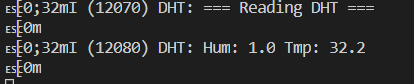 ␛[0;32mI (12070) DHT: === Reading DHT ===
␛[0m
␛[0;32mI (12080) DHT: Hum: 1.0 Tmp: 32.2
␛[0m